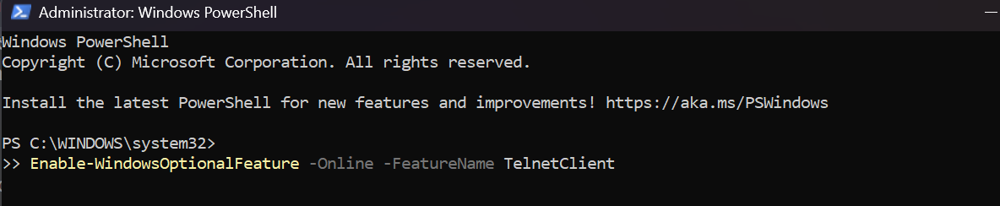 Administrator: Windows PowerShell
Windows PowerShell
Copyright (C) Microsoft Corporation. All rights reserved.
Install the latest PowerShell for new features and improvements! https://aka.ms/PSWindows
PS C:\WINDOWS\system32>
>> Enable-WindowsOptionalFeature -Online -FeatureName TelnetClient